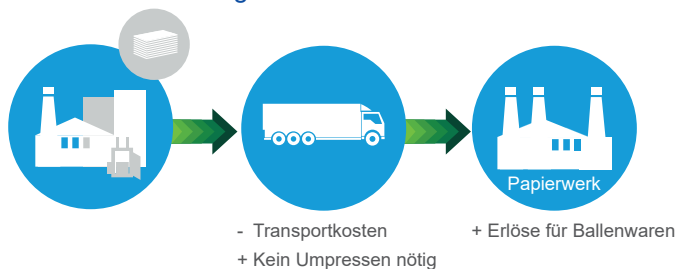 Papierwerk
- Transportkosten
+ Kein Umpressen nötig
+ Erlöse für Ballenwaren